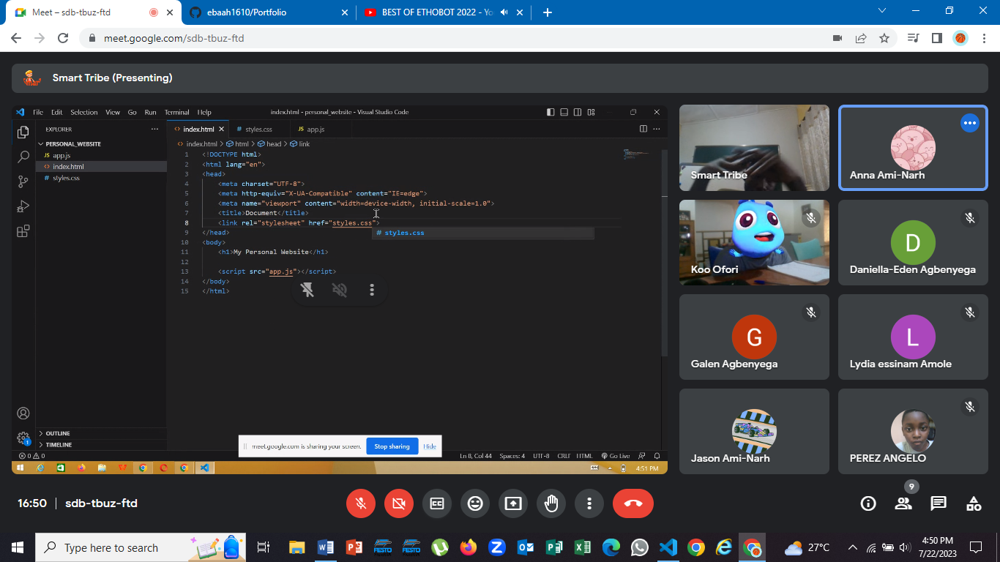 Meet – sdb-tbuz-ftd
ebaah1610/Portfolio
BEST OF ETHOBOT 2022 - Yo
meet.google.com/sdb-tbuz-ftd
Smart Tribe (Presenting)
File Edit Selection View Go Run Terminal Help
index.html - personal_website - Visual Studio Code
EXPLORER
PERSONAL_WEBSITE
JS app.js
<> index.html
# styles.css
OUTLINE
TIMELINE
<> index.html
# styles.css
JS app.js
<> index.html > html > head > link
1 <!DOCTYPE html>
2 <html lang="en">
3 <head>
4 <meta charset="UTF-8">
5 <meta http-equiv="X-UA-Compatible" content="IE=edge">
6 <meta name="viewport" content="width=device-width, initial-scale=1.0">
7 <title>Document</title>
8 <link rel="stylesheet" href="styles.css">
# styles.css
9 </head>
10 <body>
11 <h1>My Personal Website</h1>
12
13 <script src="app.js"></script>
14 </body>
15 </html>
meet.google.com is sharing your screen. Stop sharing Hide
0 0
Ln 8, Col 44 Spaces: 4 UTF-8 CRLF HTML Go Live
4:51 PM
Smart Tribe
Anna Ami-Narh
Koo Ofori
D
Daniella-Eden Agbenyega
G
Galen Agbenyega
L
Lydia essinam Amole
Jason Ami-Narh
PEREZ ANGELO
16:50 | sdb-tbuz-ftd
9
Type here to search
FESTO
FESTO
27°C
4:50 PM
7/22/2023